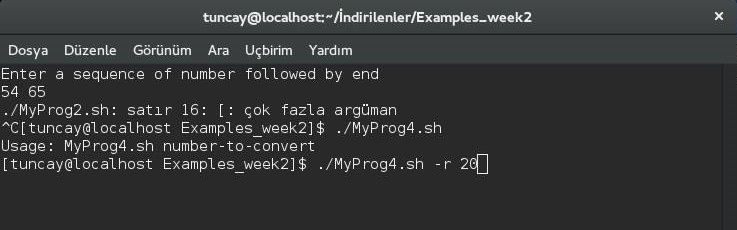 tuncay@localhost:~/İndirilenler/Examples_week2 ×
Dosya Düzenle Görünüm Ara Uçbirim Yardım
Enter a sequence of number followed by end
54 65
./MyProg2.sh: satır 16: [: çok fazla argüman
^C[tuncay@localhost Examples_week2]$ ./MyProg4.sh
Usage: MyProg4.sh number-to-convert
[tuncay@localhost Examples_week2]$ ./MyProg4.sh -r 20